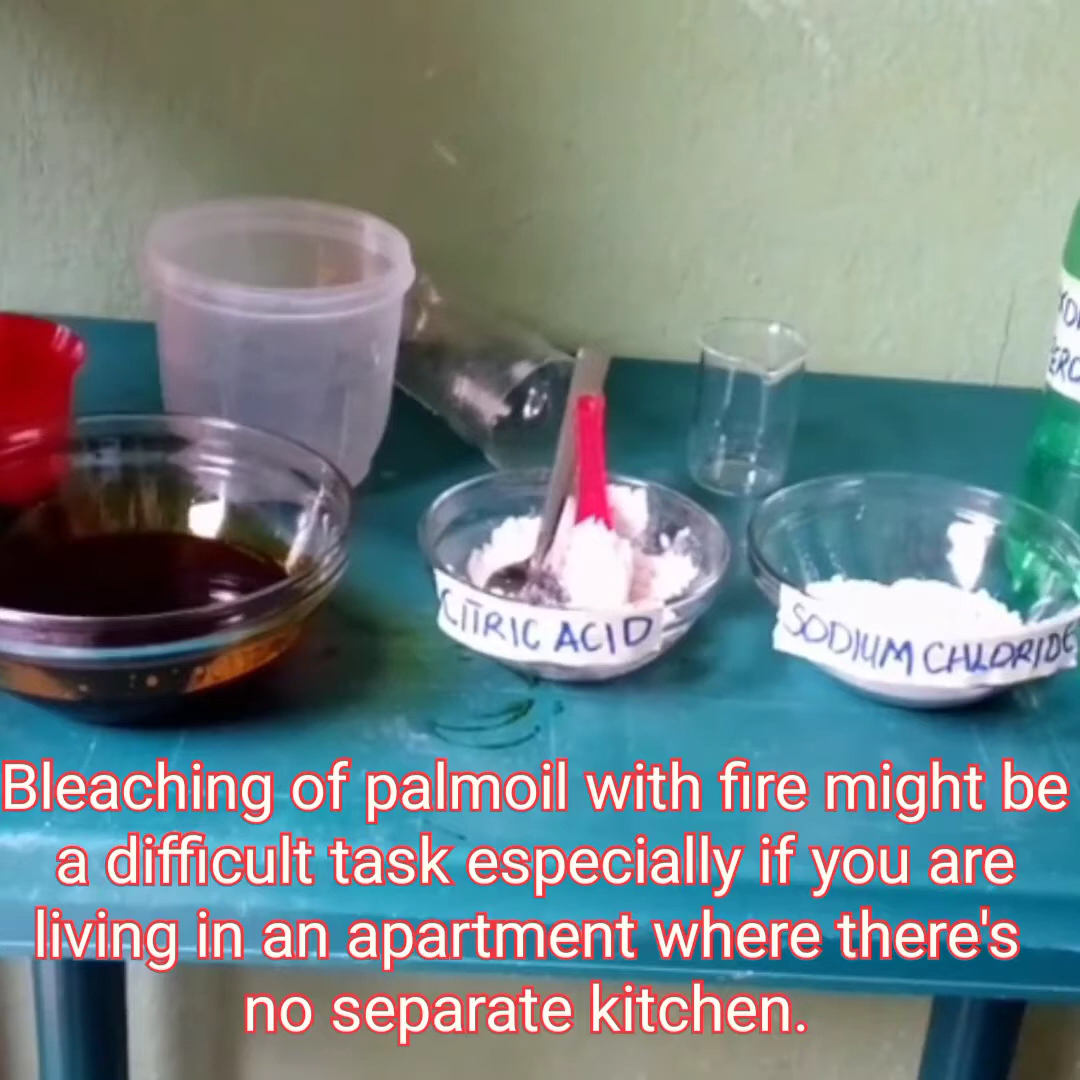 CITRIC ACID
SODIUM CHLORIDE
Bleaching of palmoil with fire might be
a difficult task especially if you are
living in an apartment where there's
no separate kitchen.